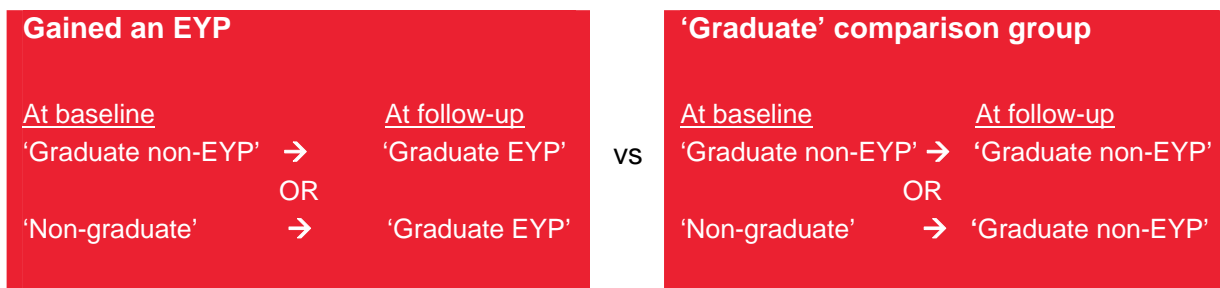 Gained an EYP
At baseline At follow-up
‘Graduate non-EYP’ → ‘Graduate EYP’
OR
‘Non-graduate’ → ‘Graduate EYP’
vs
‘Graduate’ comparison group
At baseline At follow-up
‘Graduate non-EYP’ → ‘Graduate non-EYP’
OR
‘Non-graduate’ → ‘Graduate non-EYP’